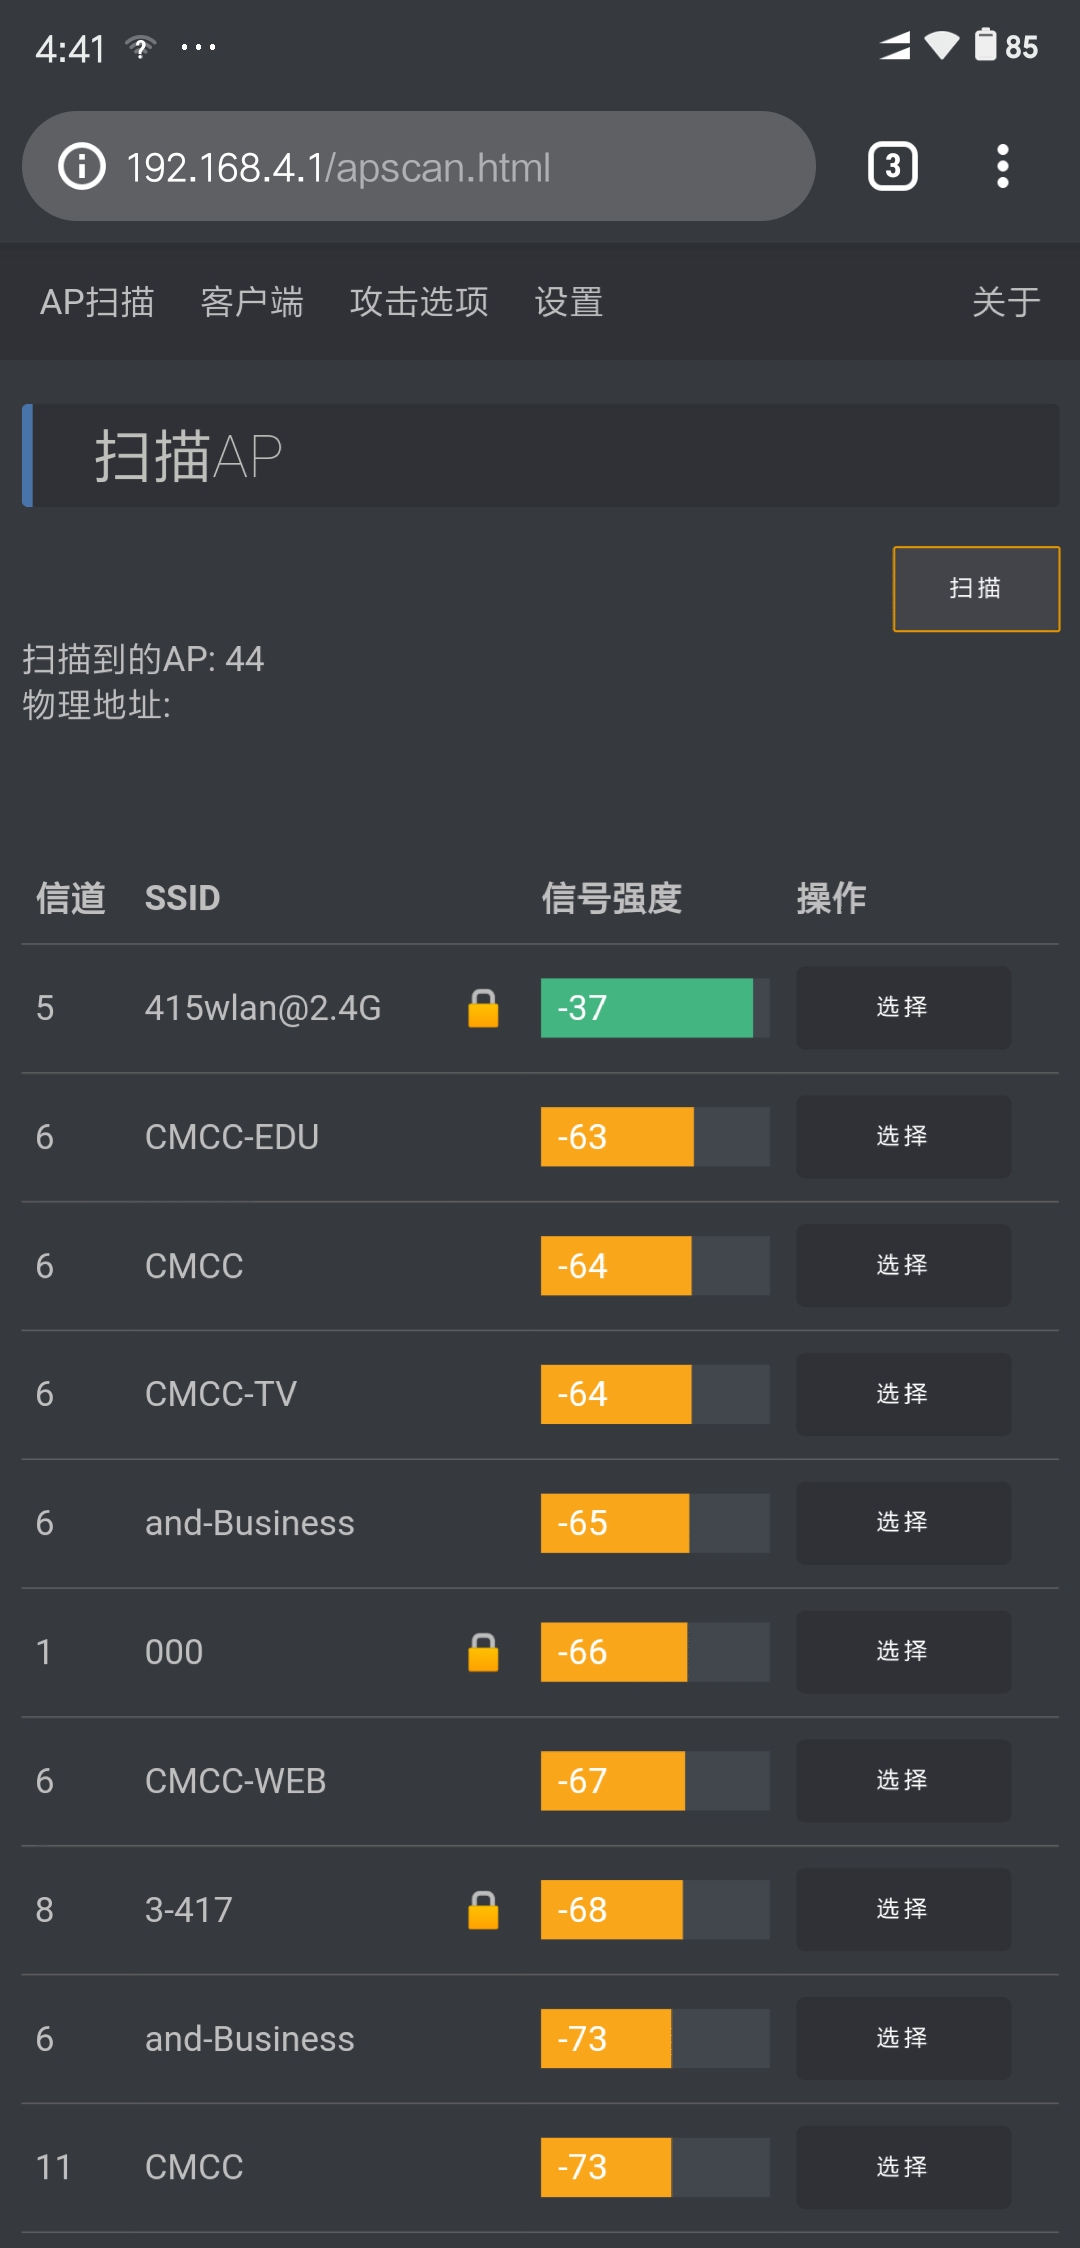 4:41 ... 85
192.168.4.1/apscan.html 3
AP扫描 客户端 攻击选项 设置 关于
扫描AP
扫描
扫描到的AP: 44
物理地址:
信道 SSID 信号强度 操作
5 415wlan@2.4G -37 选择
6 CMCC-EDU -63 选择
6 CMCC -64 选择
6 CMCC-TV -64 选择
6 and-Business -65 选择
1 000 -66 选择
6 CMCC-WEB -67 选择
8 3-417 -68 选择
6 and-Business -73 选择
11 CMCC -73 选择